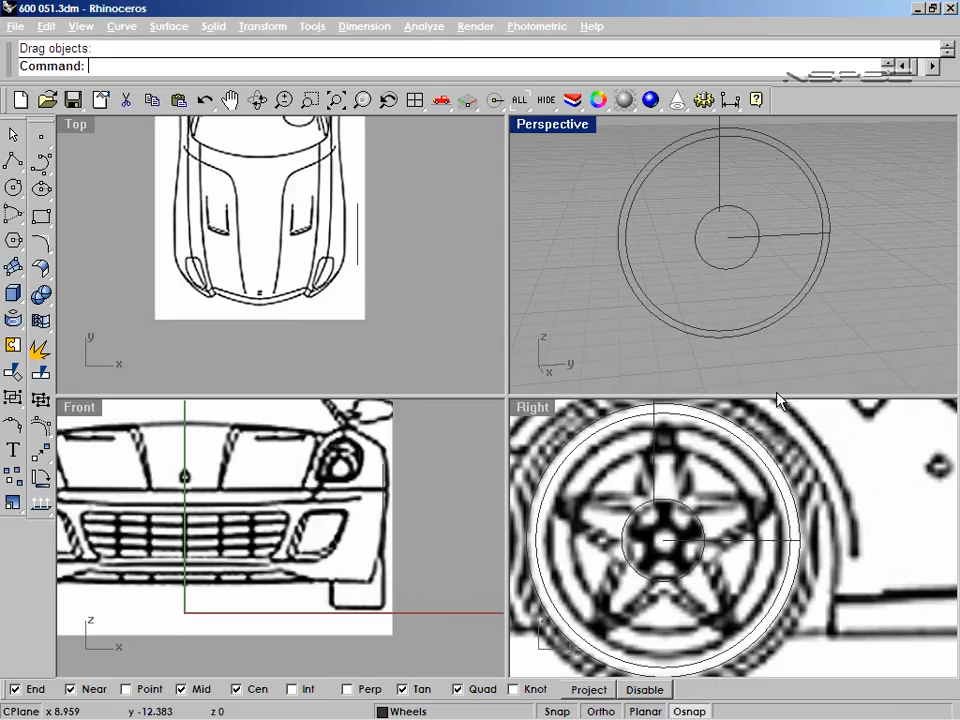 600 051.3dm - Rhinoceros
File Edit View Curve Surface Solid Transform Tools Dimension Analyze Render Photometric Help
Drag objects:
Command:
ALL HIDE
Top
Perspective
y
x
z
y
x
Front
Right
T
z
x
End Near Point Mid Cen Int Perp Tan Quad Knot Project Disable
CPlane x 8.959 y -12.383 z 0 Wheels Snap Ortho Planar Osnap